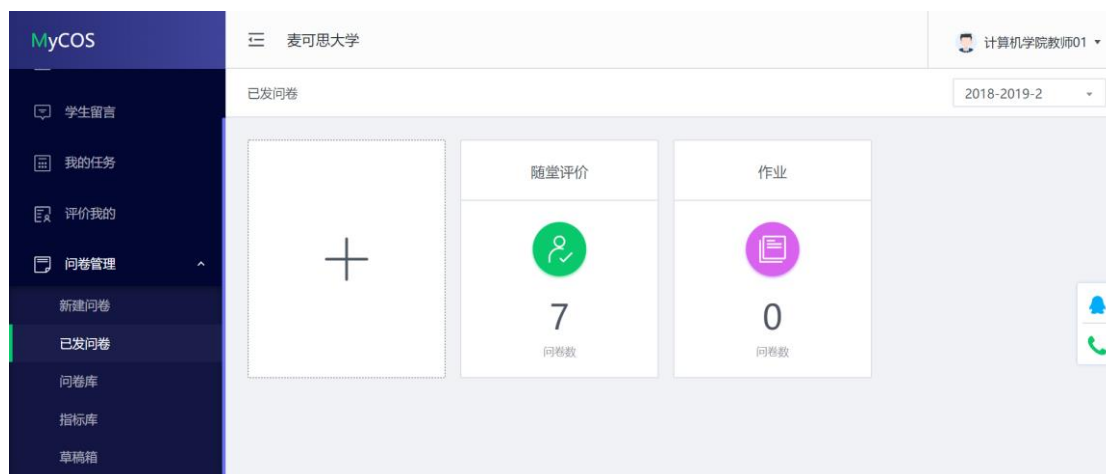 MyCOS
麦可思大学
计算机学院教师01
学生留言
我的任务
评价我的
问卷管理
新建问卷
已发问卷
问卷库
指标库
草稿箱
已发问卷
2018-2019-2
随堂评价
7
问卷数
作业
0
问卷数